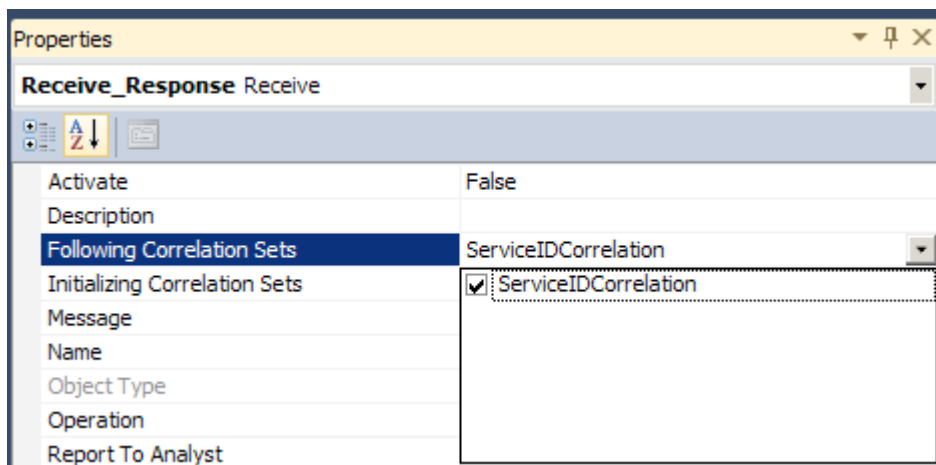 Properties
Receive_Response Receive
Activate False
Description
Following Correlation Sets ServiceIDCorrelation
Initializing Correlation Sets ServiceIDCorrelation
Message
Name
Object Type
Operation
Report To Analyst